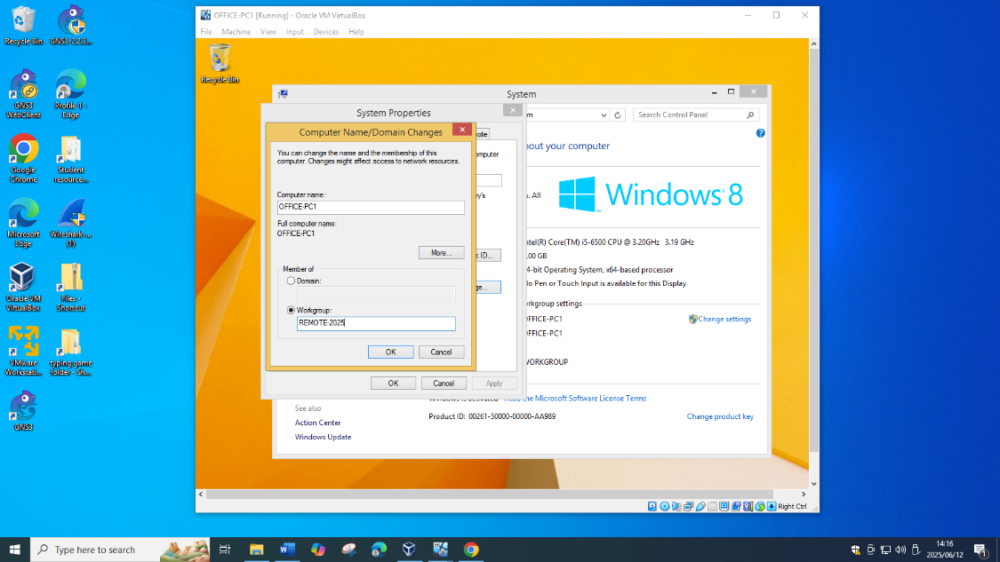 Recycle Bin
GNS3-2.2.3...
GNS3
WebClient
Profile 1 -
Edge
Google
Chrome
Student
resource...
Microsoft
Edge
Wireshark-...
(1)
Oracle VM
VirtualBox
Files -
Shortcut
VMware
Workstati...
typing game
folder - Sh...
GNS3
OFFICE-PC1 [Running] - Oracle VM VirtualBox
File Machine View Input Devices Help
Recycle Bin
System
Search Control Panel
out your computer
. All
Windows 8
ntel(R) Core(TM) i5-6500 CPU @ 3.20GHz 3.19 GHz
.00 GB
4-bit Operating System, x64-based processor
No Pen or Touch Input is available for this Display
rkgroup settings
OFFICE-PC1
Change settings
OFFICE-PC1
WORKGROUP
Windows is activated Read the Microsoft Software License Terms
Product ID: 00261-50000-00000-AA989
Change product key
See also
Action Center
Windows Update
System Properties
ote
omputer
ry's
k ID...
ge...
OK Cancel Apply
Computer Name/Domain Changes
You can change the name and the membership of this
computer. Changes might affect access to network resources.
Computer name:
OFFICE-PC1
Full computer name:
OFFICE-PC1
More...
Member of
Domain:
Workgroup:
REMOTE-2025
OK Cancel
Right Ctrl
Type here to search
14:16
2025/06/12
1